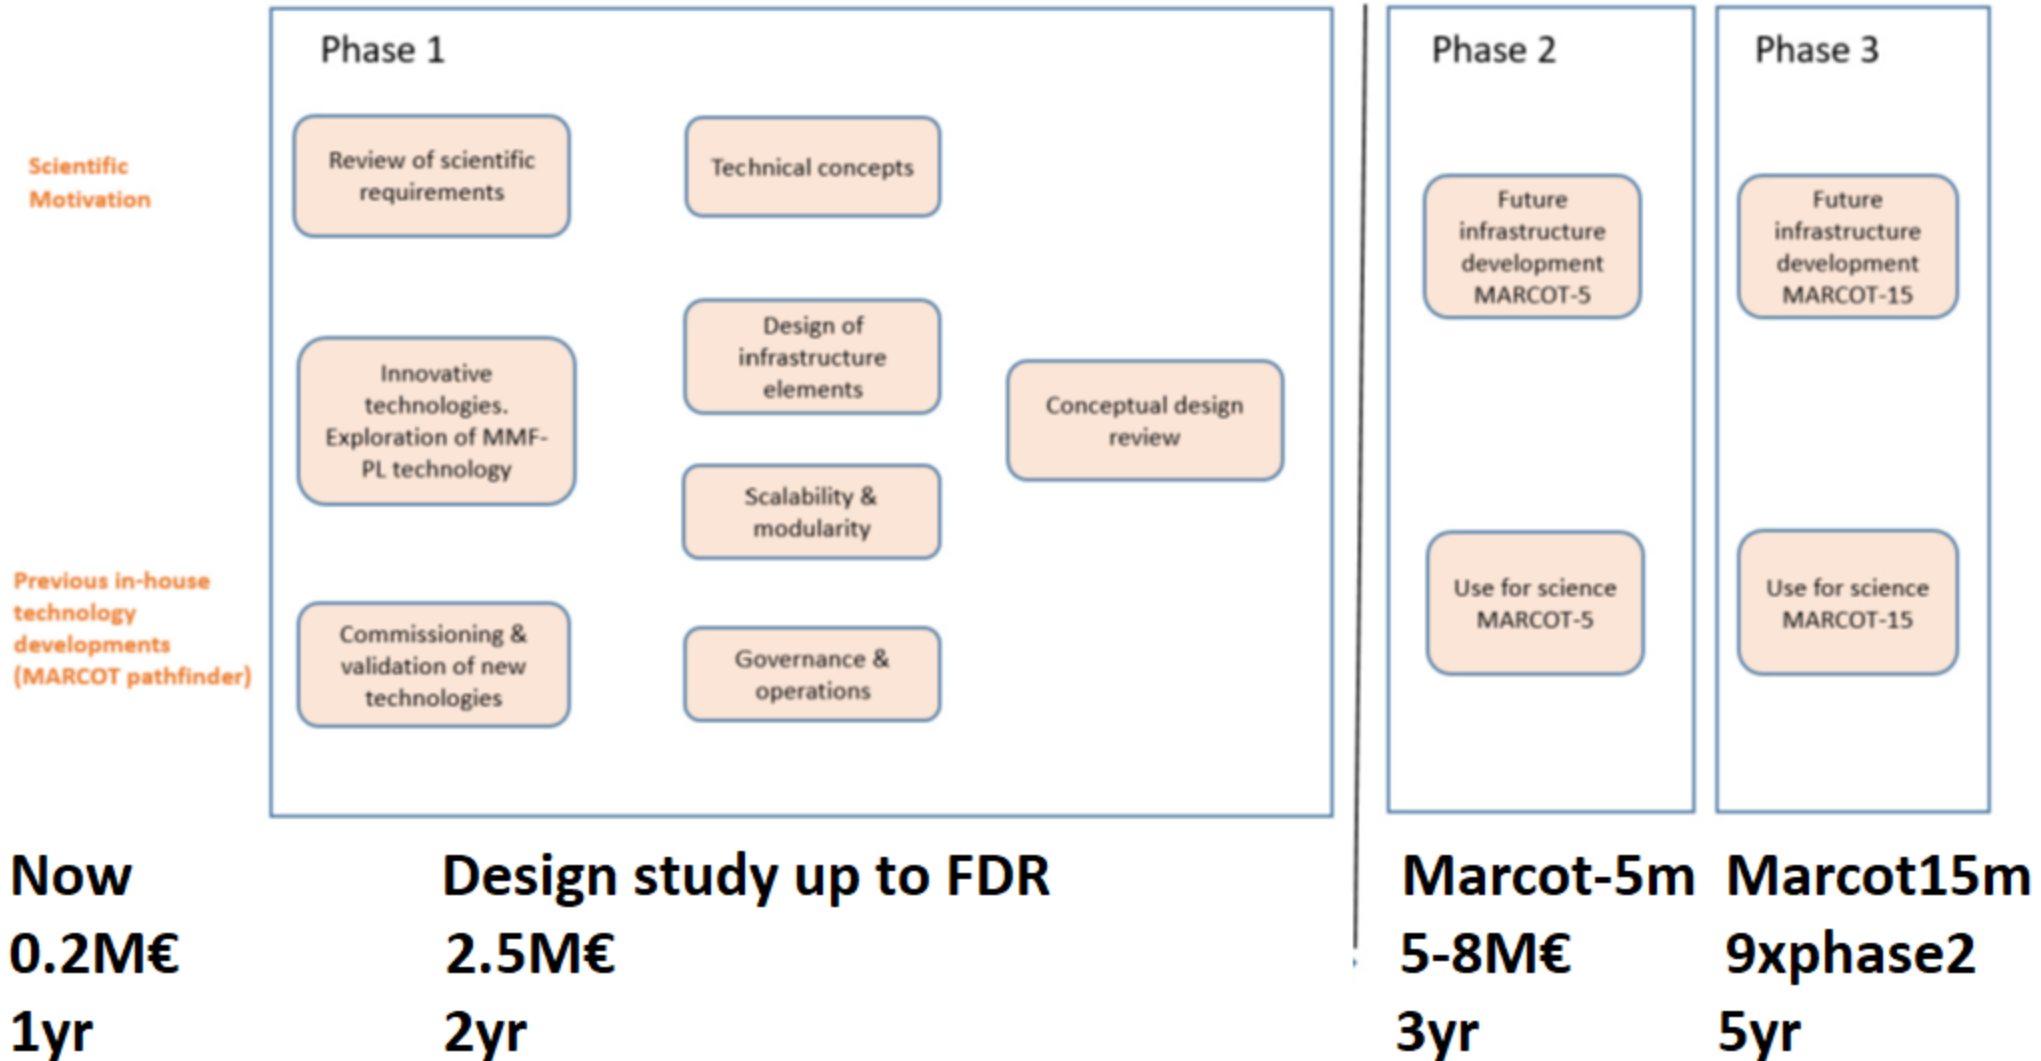 Phase 1
Phase 2
Phase 3
Scientific
Motivation
Review of scientific
requirements
Technical concepts
Future
infrastructure
development
MARCOT-5
Future
infrastructure
development
MARCOT-15
Innovative
technologies.
Exploration of MMF-
PL technology
Design of
infrastructure
elements
Conceptual design
review
Scalability &
modularity
Previous in-house
technology
developments
(MARCOT pathfinder)
Commissioning &
validation of new
technologies
Governance &
operations
Use for science
MARCOT-5
Use for science
MARCOT-15
Now
0.2M€
1yr
Design study up to FDR
2.5M€
2yr
Marcot-5m
5-8M€
3yr
Marcot15m
9xphase2
5yr